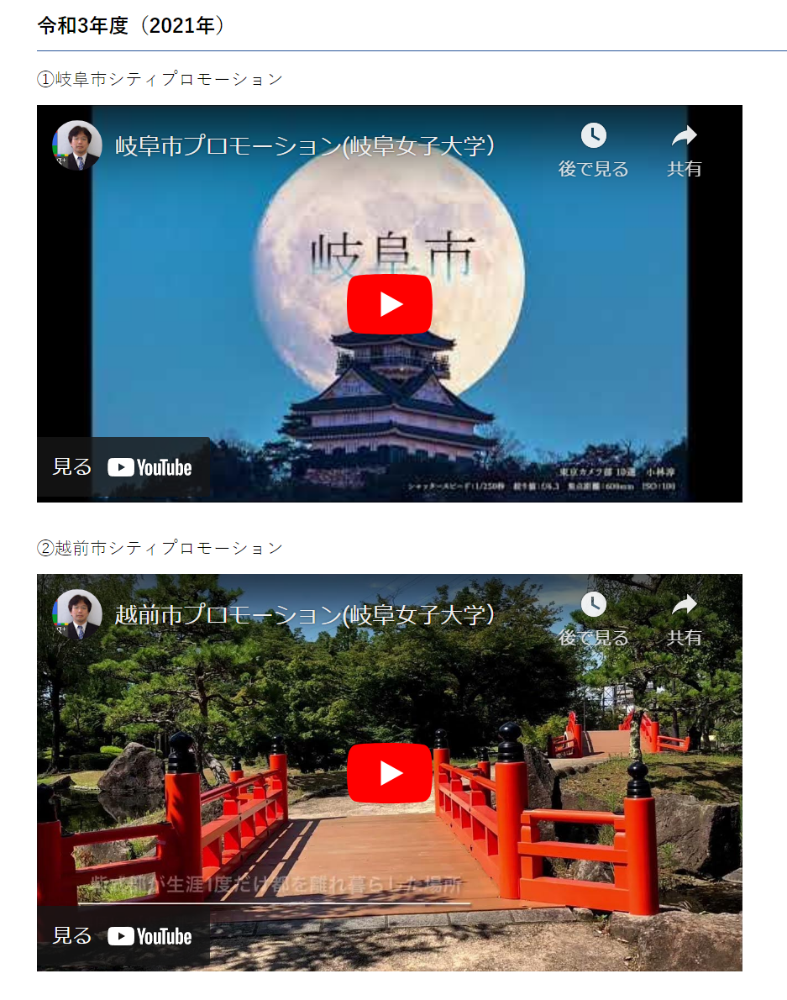 令和3年度（2021年）
①岐阜市シティプロモーション
岐阜市プロモーション(岐阜女子大学)
後で見る
共有
岐阜市
東京カメラ部 10選 小林淳
シャッタースピード:1/250秒 絞り値:f/6.3 焦点距離:600mm ISO:100
見る YouTube
②越前市シティプロモーション
越前市プロモーション(岐阜女子大学)
後で見る
共有
紫式部が生涯1度だけ都を離れ暮らした場所
見る YouTube